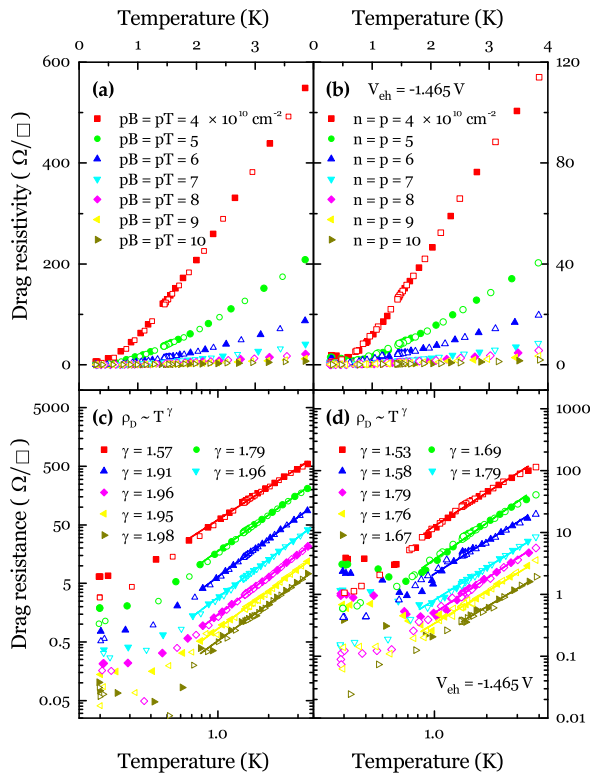 Temperature (K) Temperature (K)
0 1 2 3 0 1 2 3 4
600 (a) (b) V_eh = -1.465 V 120
pB = pT = 4 × 10^10 cm^-2 n = p = 4 × 10^10 cm^-2
pB = pT = 5 n = p = 5
pB = pT = 6 n = p = 6
400 80
pB = pT = 7 n = p = 7
pB = pT = 8 n = p = 8
pB = pT = 9 n = p = 9
pB = pT = 10 n = p = 10
200 40
0 0
Drag resistivity ( Ω/□)
5000 (c) ρ_D ~ T^γ (d) ρ_D ~ T^γ 1000
γ = 1.57 γ = 1.79 γ = 1.53 γ = 1.69
500 100
γ = 1.91 γ = 1.96 γ = 1.58 γ = 1.79
γ = 1.96 γ = 1.79
50 10
γ = 1.95 γ = 1.76
γ = 1.98 γ = 1.67
5 1
0.5 0.1
V_eh = -1.465 V
0.05 0.01
Drag resistance ( Ω/□)
1.0 1.0
Temperature (K) Temperature (K)